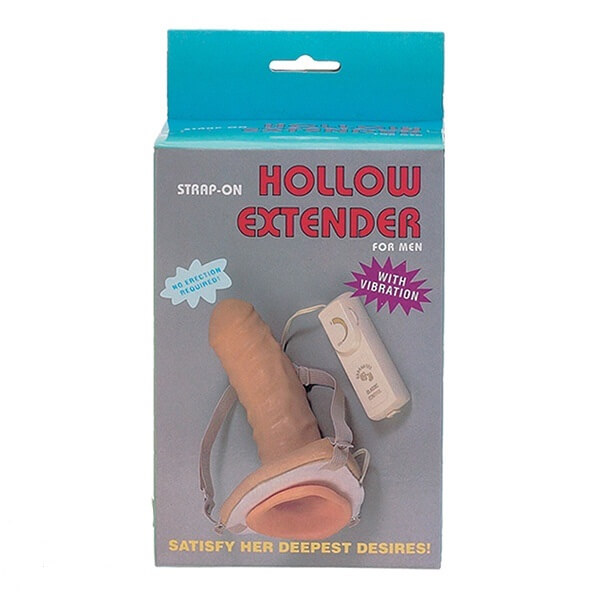 STRAP-ON HOLLOW
EXTENDER
FOR MEN
NO ERECTION
REQUIRED!
WITH
VIBRATION
SATISFY HER DEEPEST DESIRES!